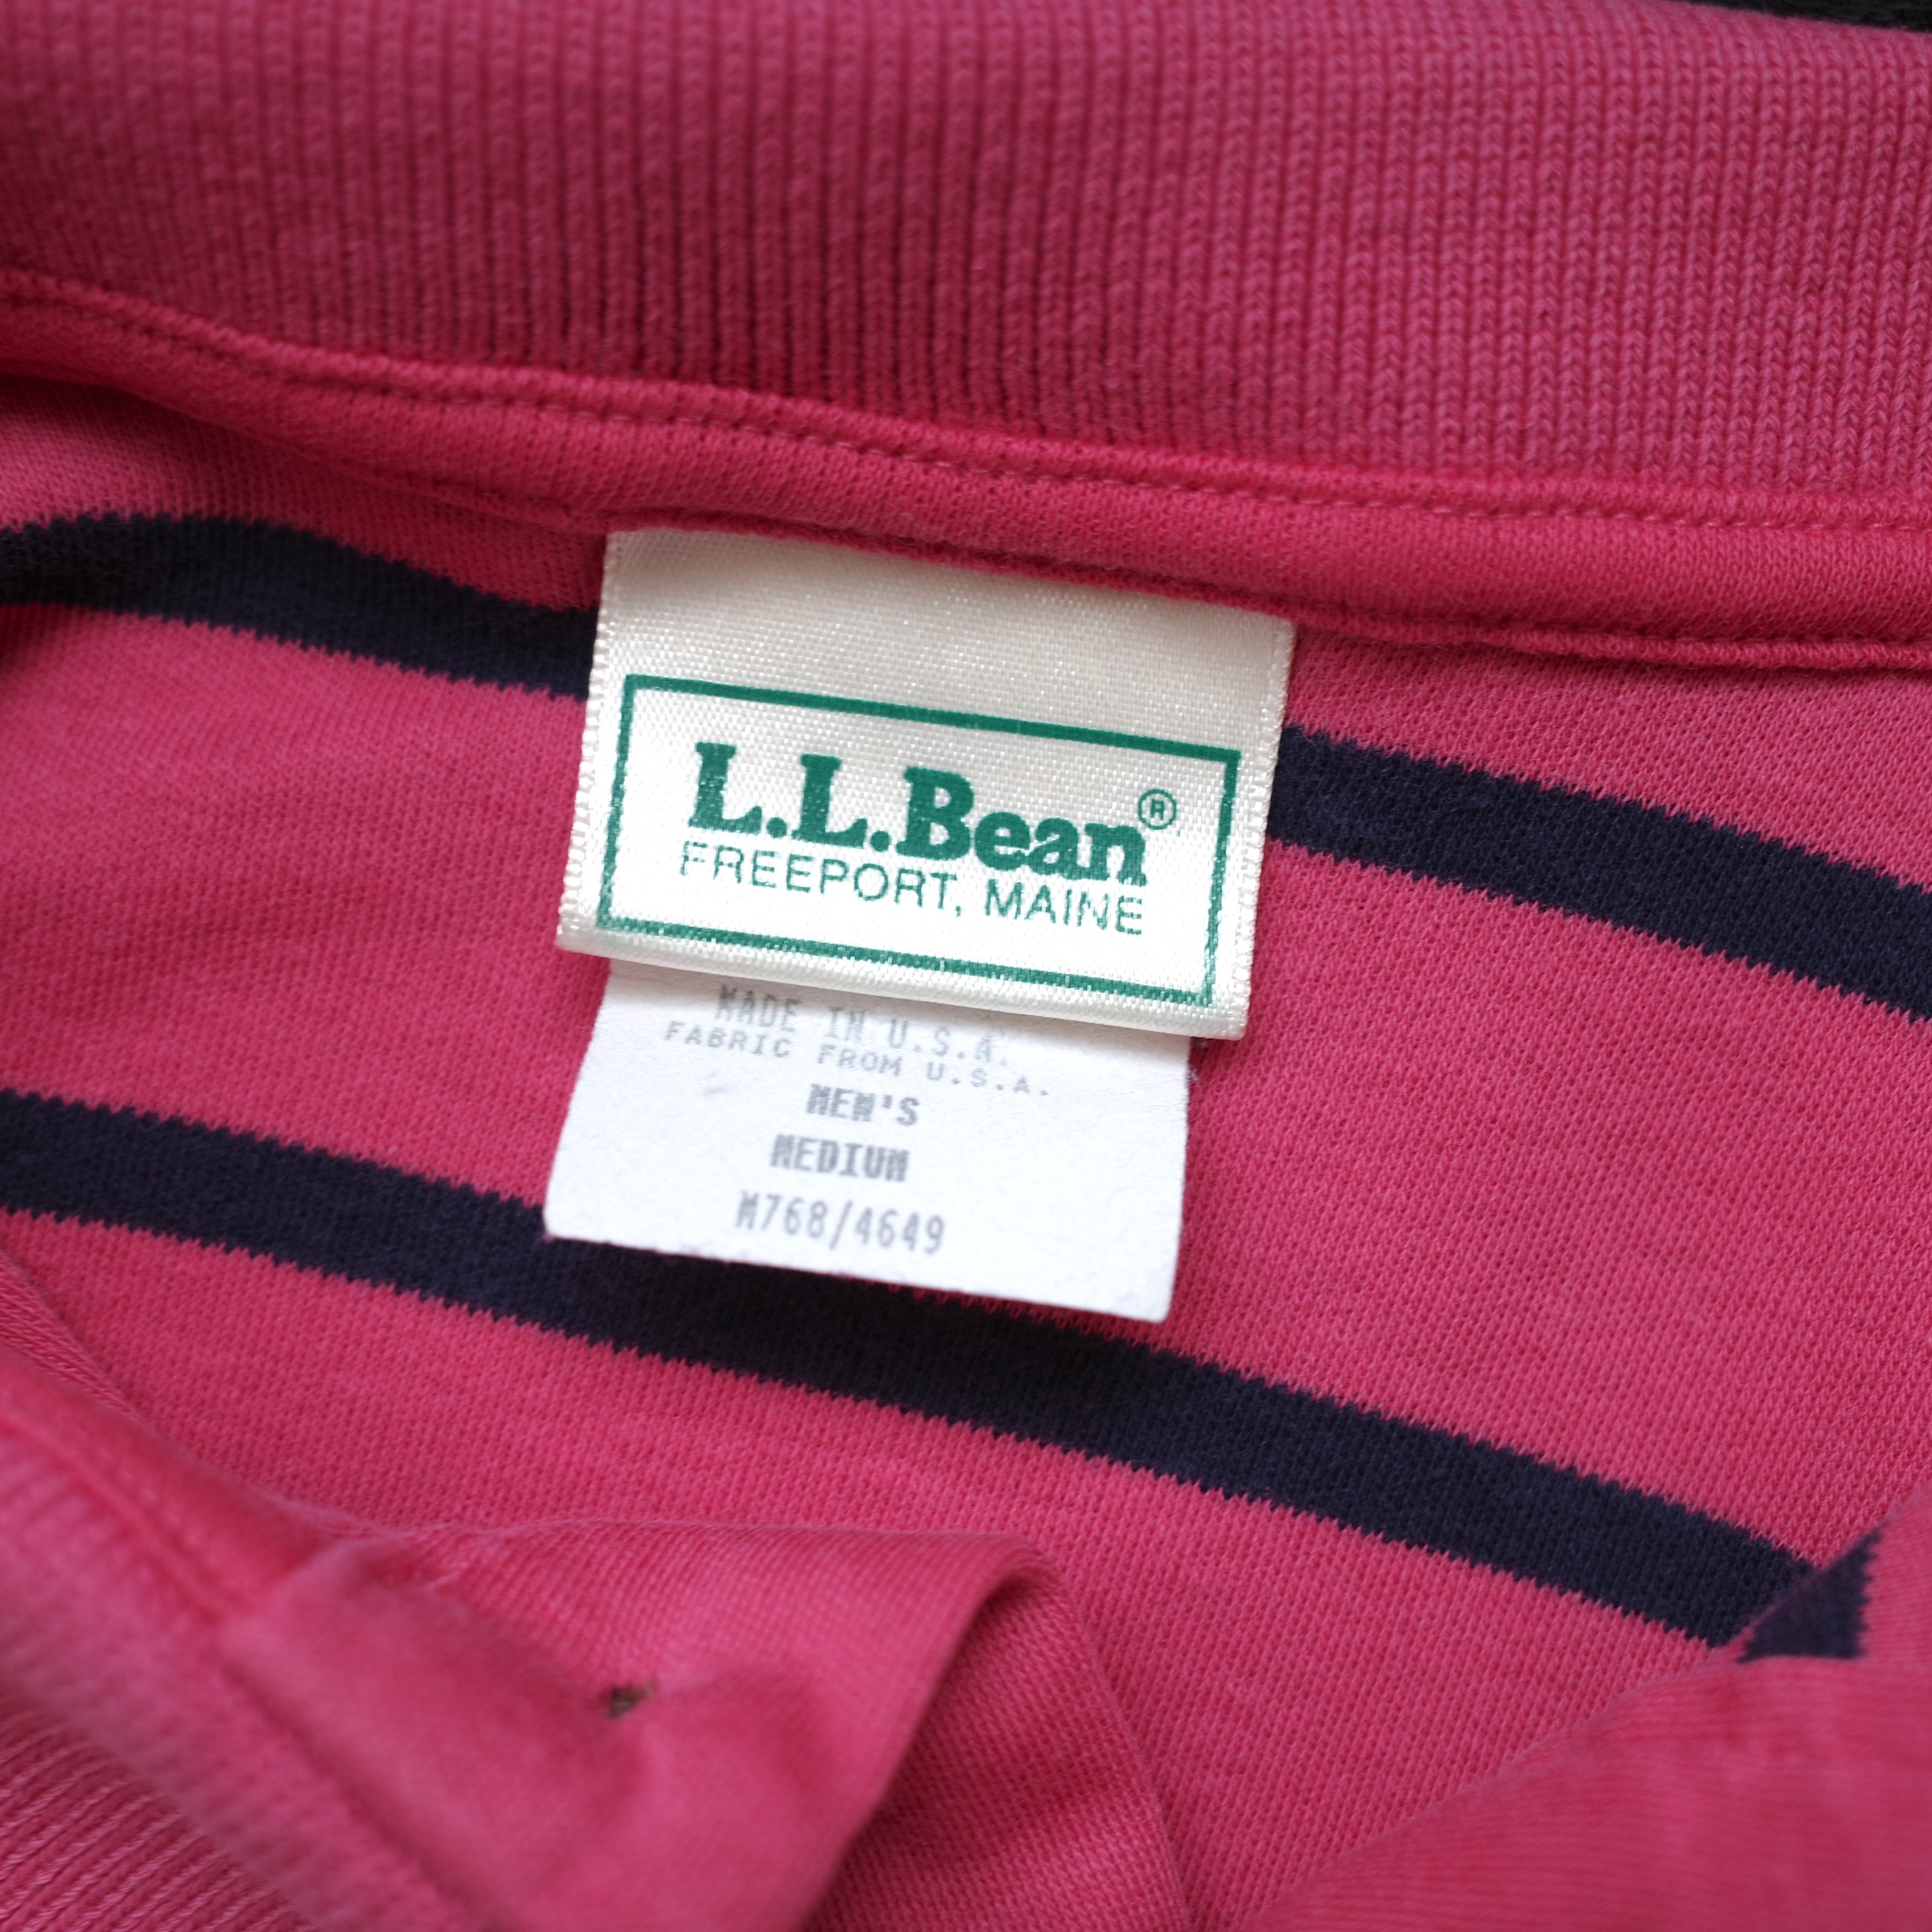 L.L.Bean®
FREEPORT, MAINE
MADE IN U.S.A.
FABRIC FROM U.S.A.
MEN'S
MEDIUM
M768/4649